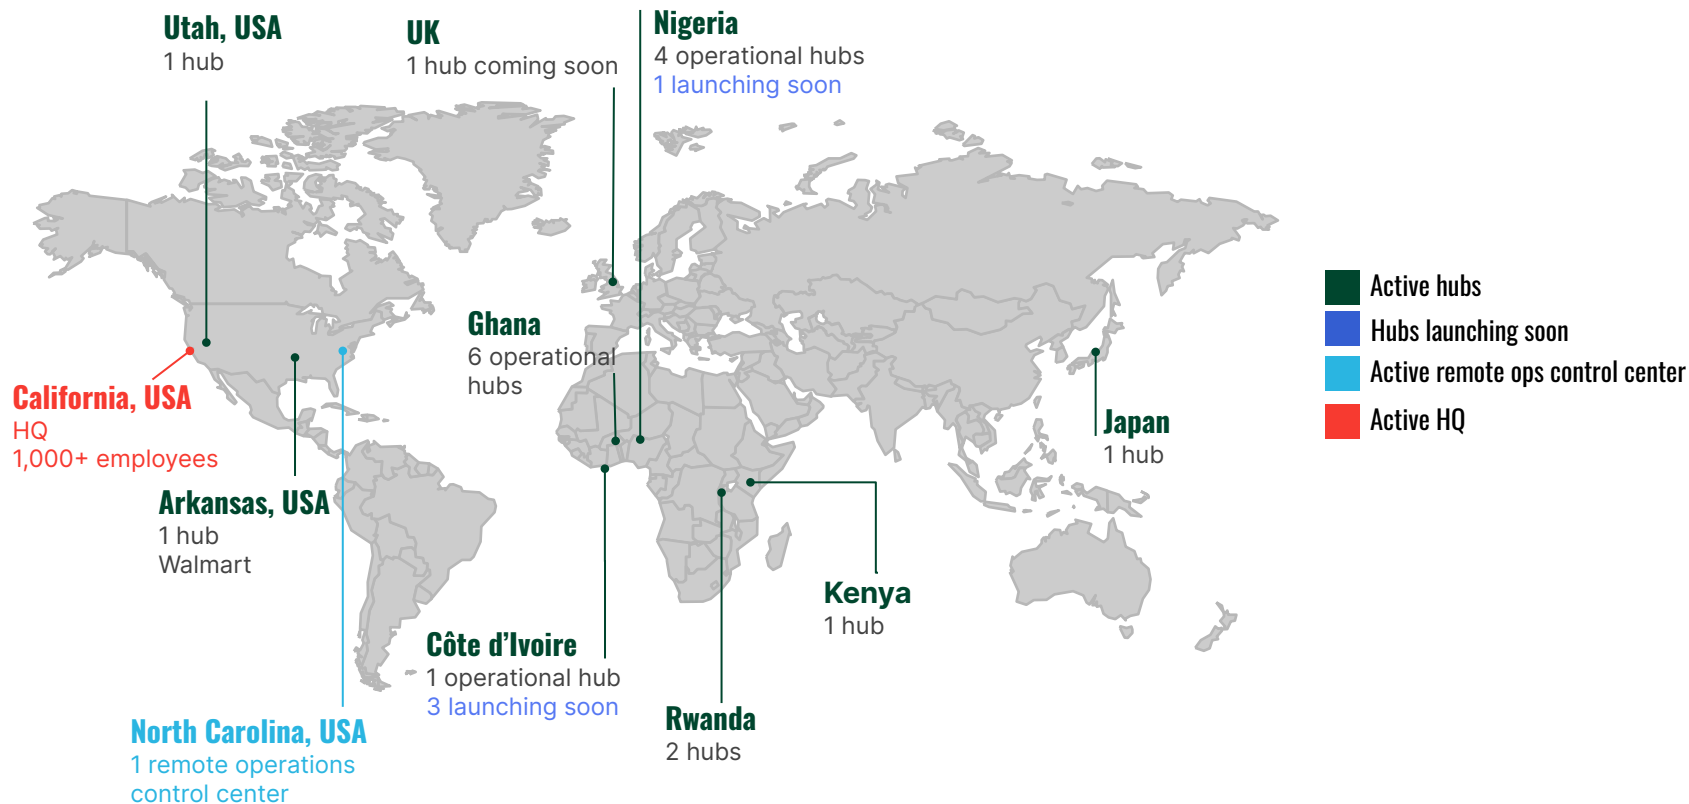 Utah, USA
1 hub
UK
1 hub coming soon
Nigeria
4 operational hubs
1 launching soon
Ghana
6 operational
hubs
California, USA
HQ
1,000+ employees
Arkansas, USA
1 hub
Walmart
North Carolina, USA
1 remote operations
control center
Côte d’Ivoire
1 operational hub
3 launching soon
Rwanda
2 hubs
Kenya
1 hub
Japan
1 hub
Active hubs
Hubs launching soon
Active remote ops control center
Active HQ